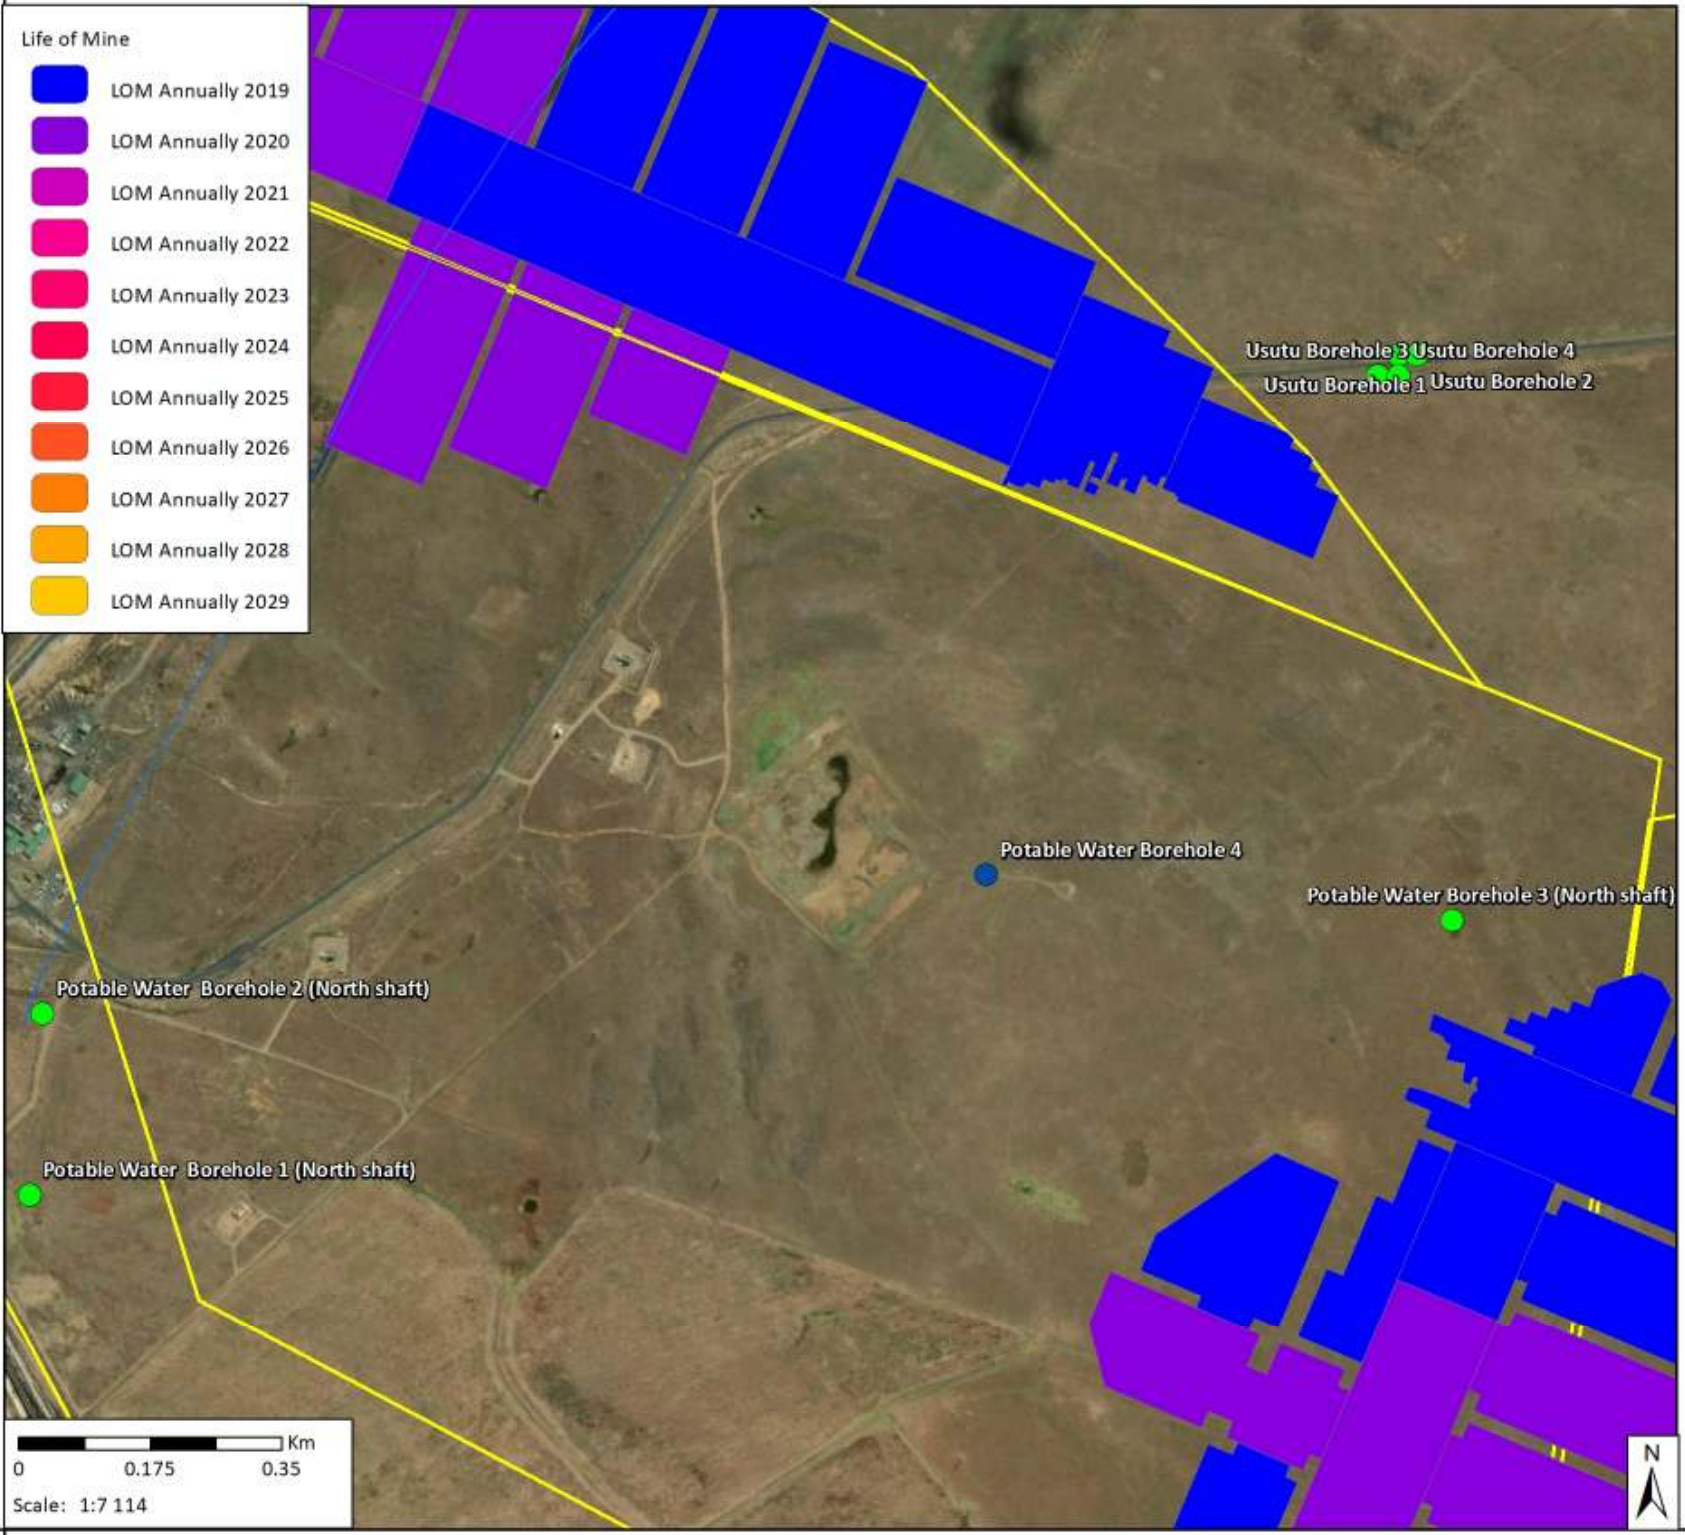 Life of Mine
LOM Annually 2019
LOM Annually 2020
LOM Annually 2021
LOM Annually 2022
LOM Annually 2023
LOM Annually 2024
LOM Annually 2025
LOM Annually 2026
LOM Annually 2027
LOM Annually 2028
LOM Annually 2029
Usutu Borehole 3 Usutu Borehole 4
Usutu Borehole 1 Usutu Borehole 2
Potable Water Borehole 4
Potable Water Borehole 3 (North shaft)
Potable Water Borehole 2 (North shaft)
Potable Water Borehole 1 (North shaft)
Km
0 0.175 0.35
Scale: 1:7 114
N